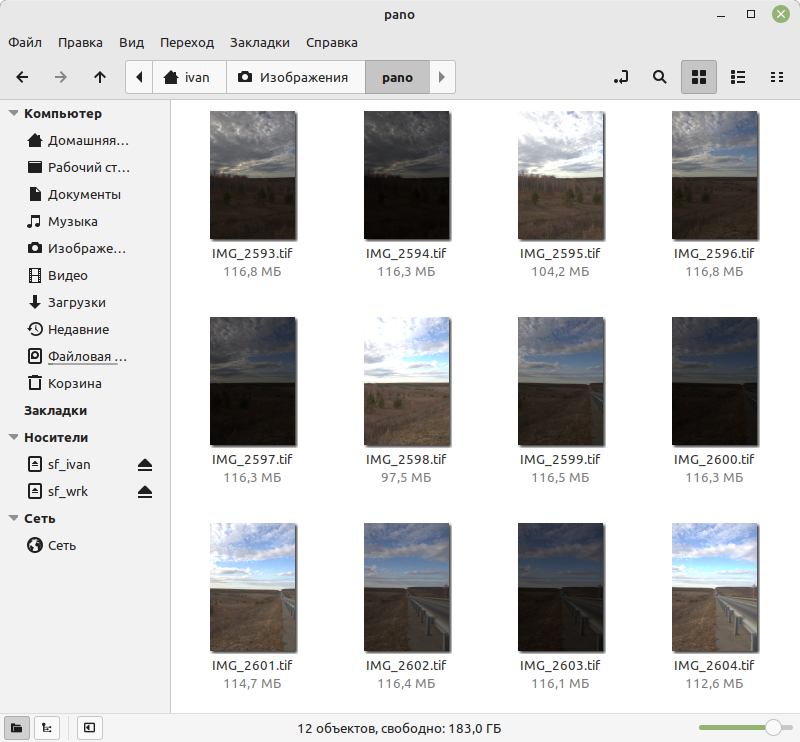 pano
Файл Правка Вид Переход Закладки Справка
ivan Изображения pano
Компьютер
Домашняя...
Рабочий ст...
Документы
Музыка
Изображе...
Видео
Загрузки
Недавние
Файловая ...
Корзина
Закладки
Носители
sf_ivan
sf_wrk
Сеть
Сеть
IMG_2593.tif IMG_2594.tif IMG_2595.tif IMG_2596.tif
116,8 МБ 116,3 МБ 104,2 МБ 116,8 МБ
IMG_2597.tif IMG_2598.tif IMG_2599.tif IMG_2600.tif
116,3 МБ 97,5 МБ 116,5 МБ 116,3 МБ
IMG_2601.tif IMG_2602.tif IMG_2603.tif IMG_2604.tif
114,7 МБ 116,4 МБ 116,1 МБ 112,6 МБ
12 объектов, свободно: 183,0 ГБ